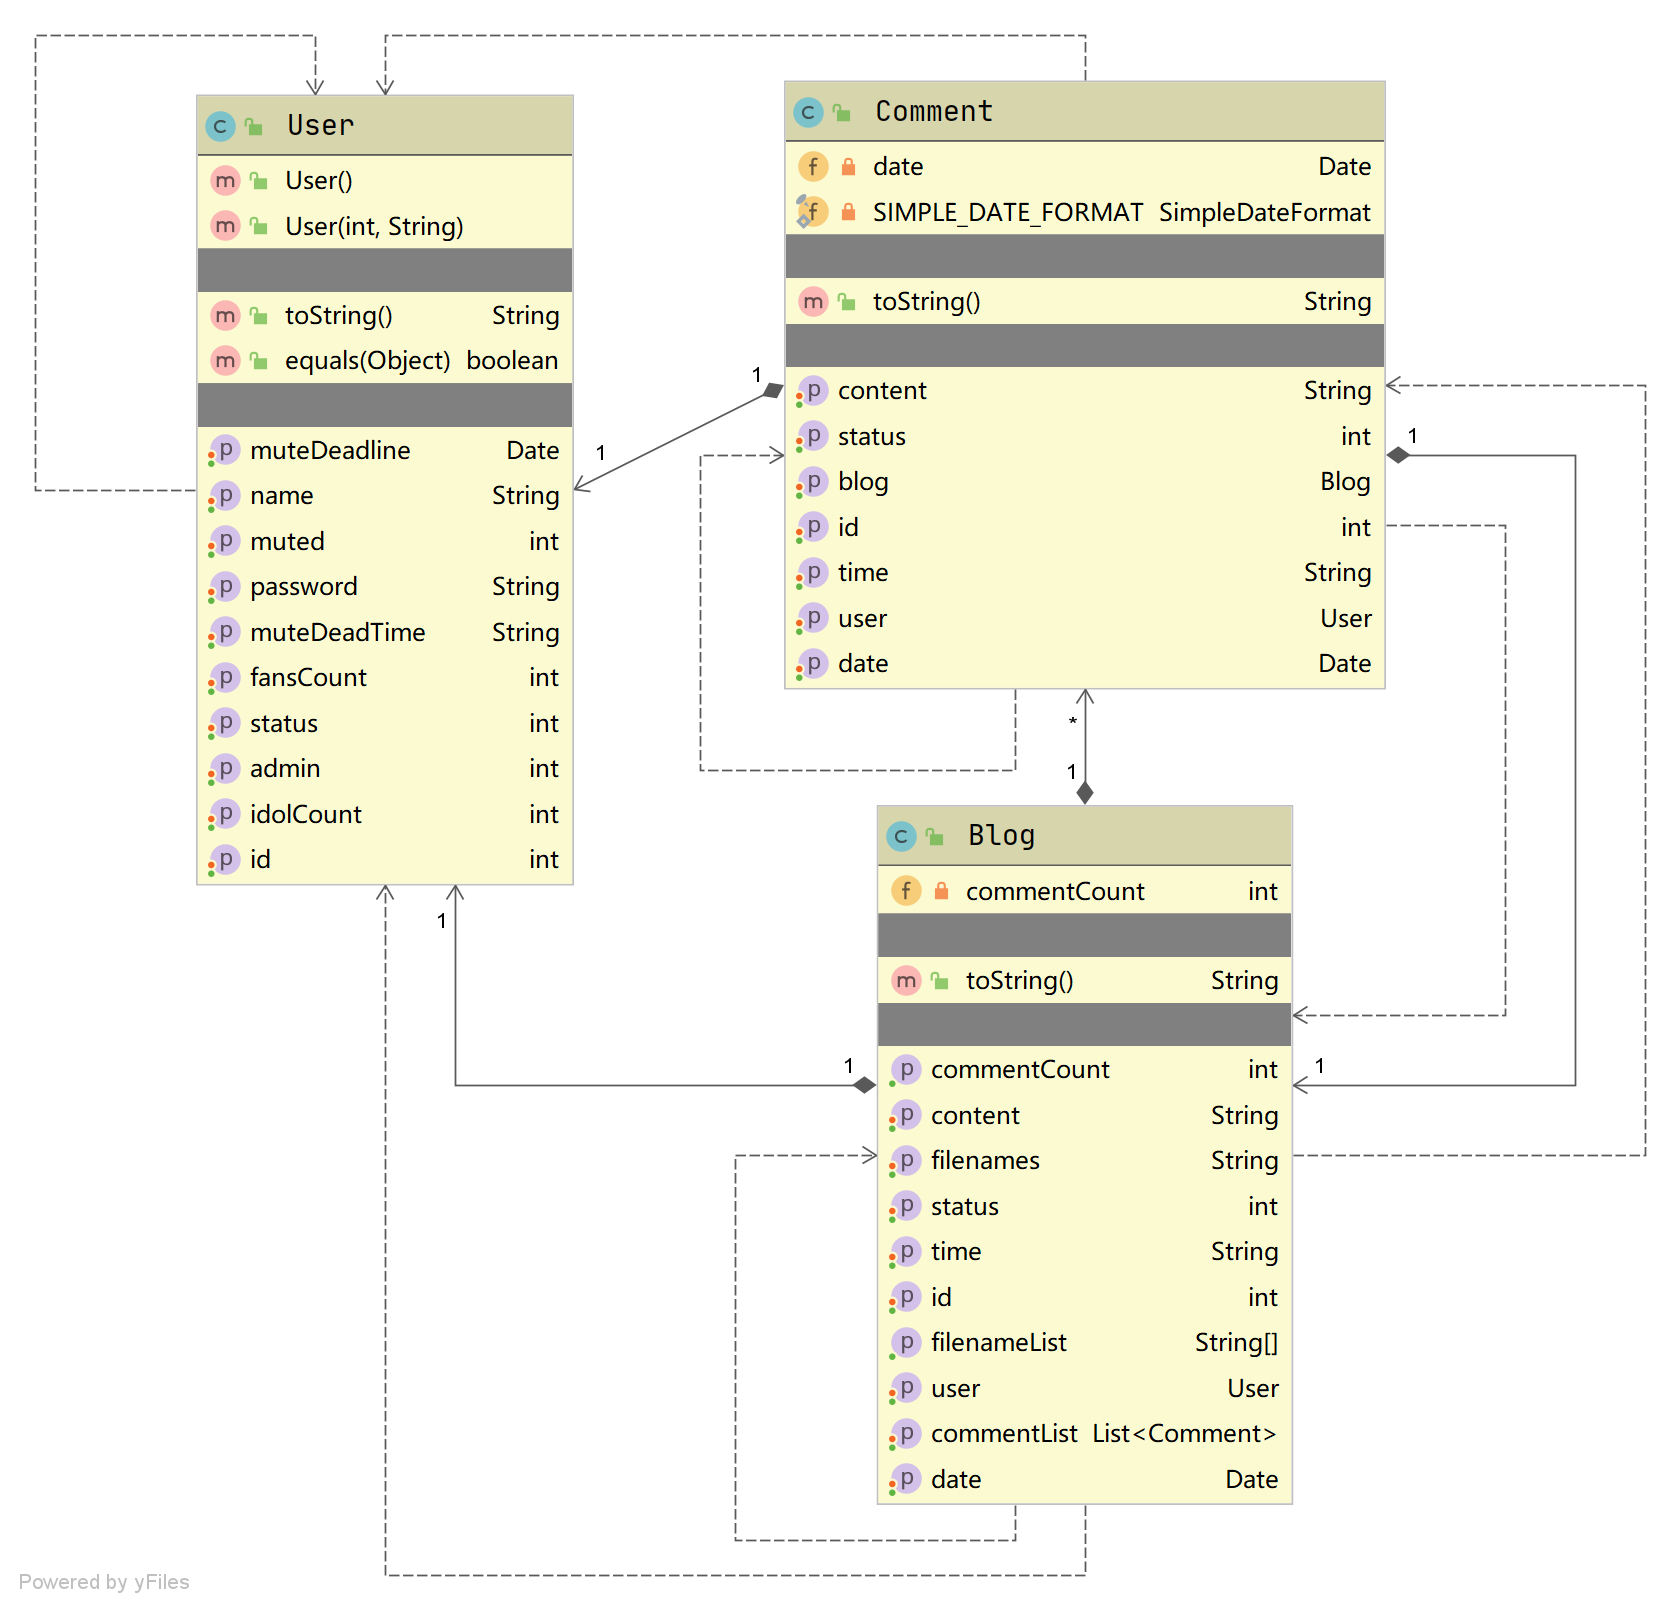 User
User()
User(int, String)
toString() String
equals(Object) boolean
muteDeadline Date
name String
muted int
password String
muteDeadTime String
fansCount int
status int
admin int
idolCount int
id int
Comment
date Date
SIMPLE_DATE_FORMAT SimpleDateFormat
toString() String
content String
status int
blog Blog
id int
time String
user User
date Date
1
1
1
*
1
Blog
commentCount int
toString() String
commentCount int
content String
filenames String
status int
time String
id int
filenameList String[]
user User
commentList List<Comment>
date Date
1
1
1
Powered by yFiles